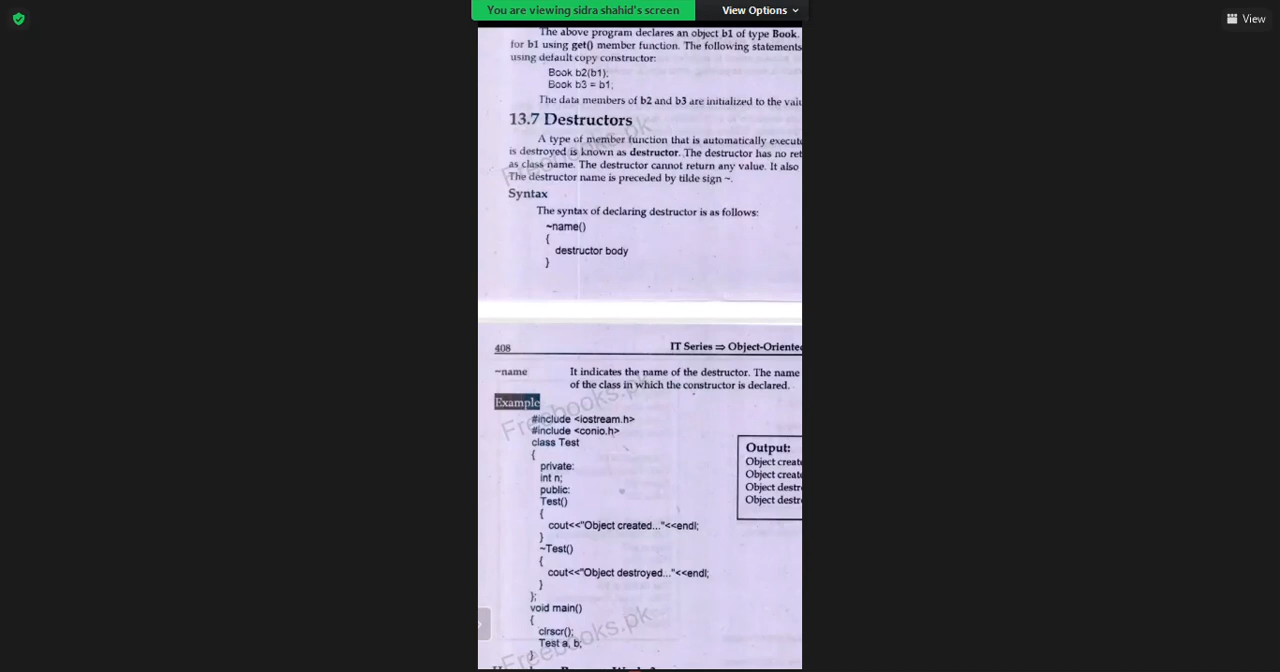 You are viewing sidra shahid's screen
View Options
View
The above program declares an object b1 of type Book.
for b1 using get() member function. The following statements
using default copy constructor:
Book b2(b1);
Book b3 = b1;
The data members of b2 and b3 are initialized to the valu
13.7 Destructors
A type of member function that is automatically execute
is destroyed is known as destructor. The destructor has no ret
as class name. The destructor cannot return any value. It also
The destructor name is preceded by tilde sign ~.
Syntax
The syntax of declaring destructor is as follows:
~name()
{
destructor body
}
Freebooks.pk
408
IT Series ⇒ Object-Oriente
~name It indicates the name of the destructor. The name
of the class in which the constructor is declared.
Example
Freebooks.pk
#include <iostream.h>
#include <conio.h>
class Test
{
private:
int n;
public:
Test()
{
cout<<"Object created..."<<endl;
}
~Test()
{
cout<<"Object destroyed..."<<endl;
}
};
void main()
{
clrscr();
Test a, b;
}
Output:
Object create
Object create
Object destr
Object destr
Freebooks.pk